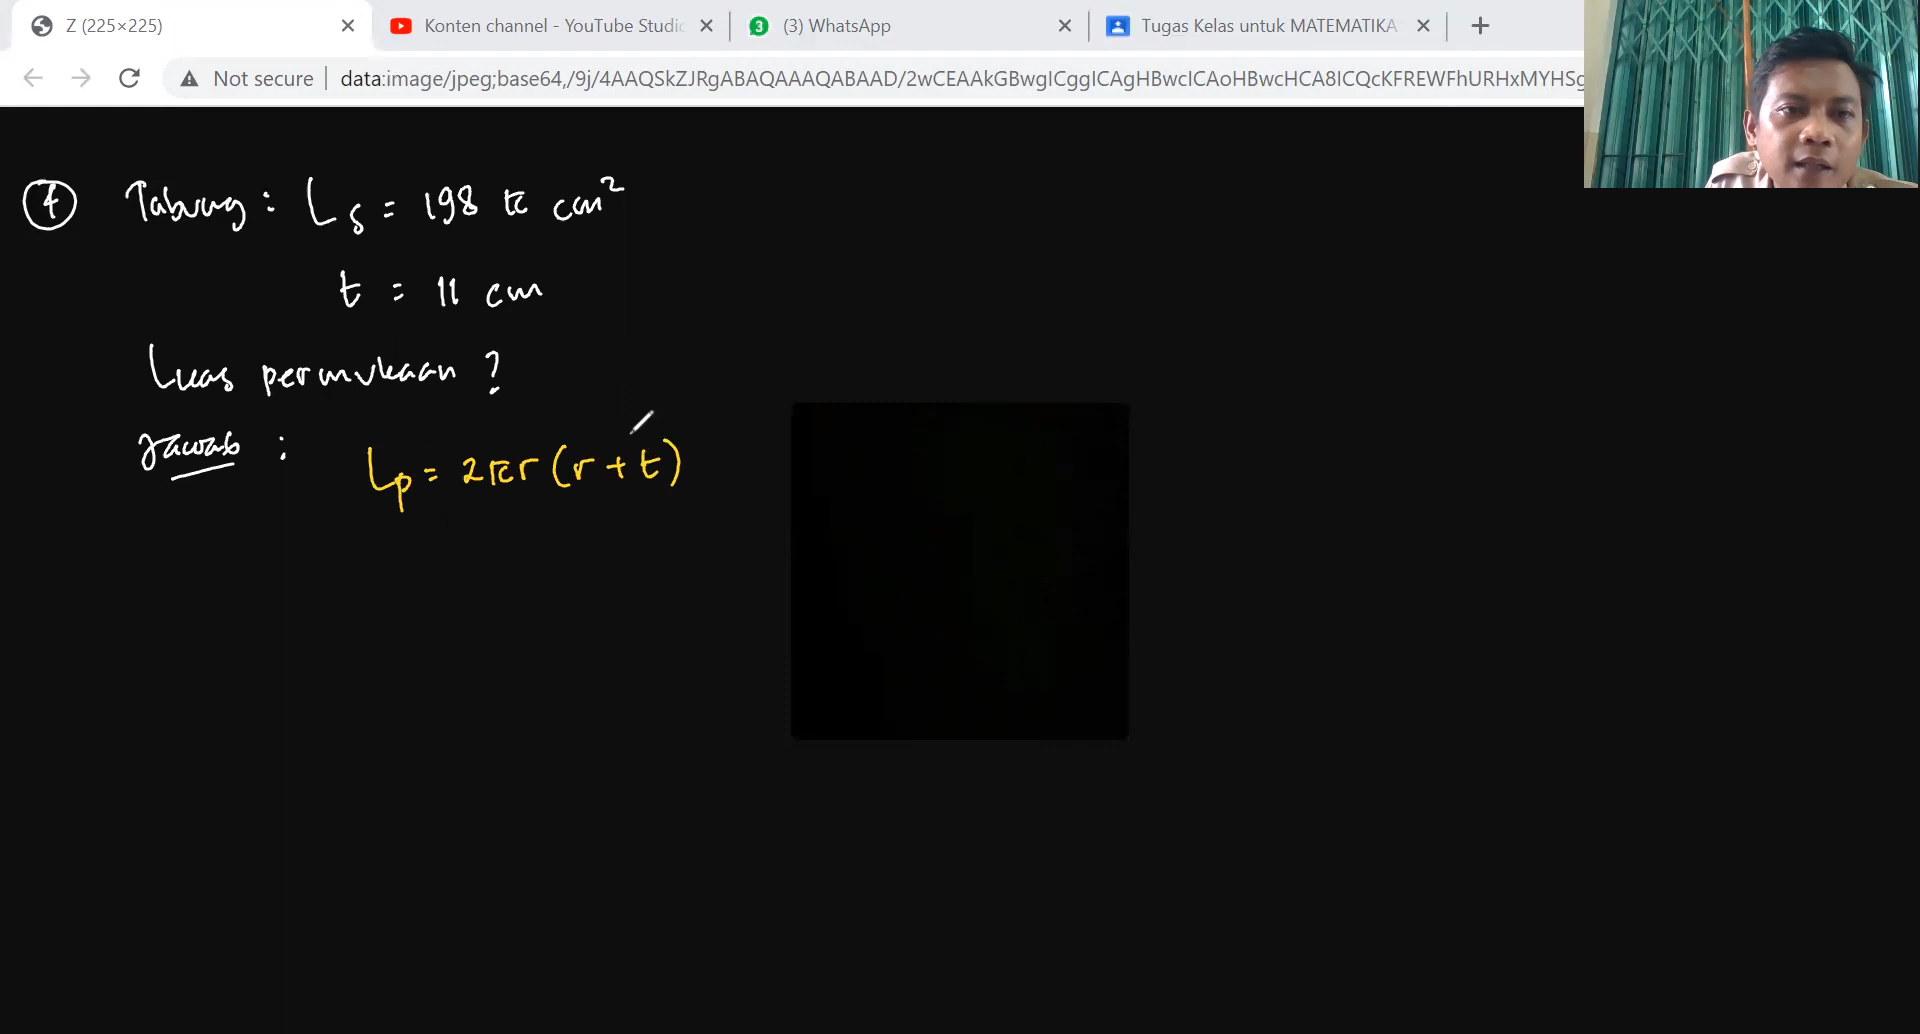 Z (225×225)
Konten channel - YouTube Studio
3 (3) WhatsApp
Tugas Kelas untuk MATEMATIKA
Not secure
data:image/jpeg;base64,/9j/4AAQSkZJRgABAQAAAQABAAD/2wCEAAkGBwgICggICAgHBwcICAoHBwcHCA8ICQcKFREWFhURHxMYHSg
④ Tabung : Ls = 198 π cm²
t = 11 cm
Luas permukaan ?
Jawab :
Lp = 2πr (r + t)